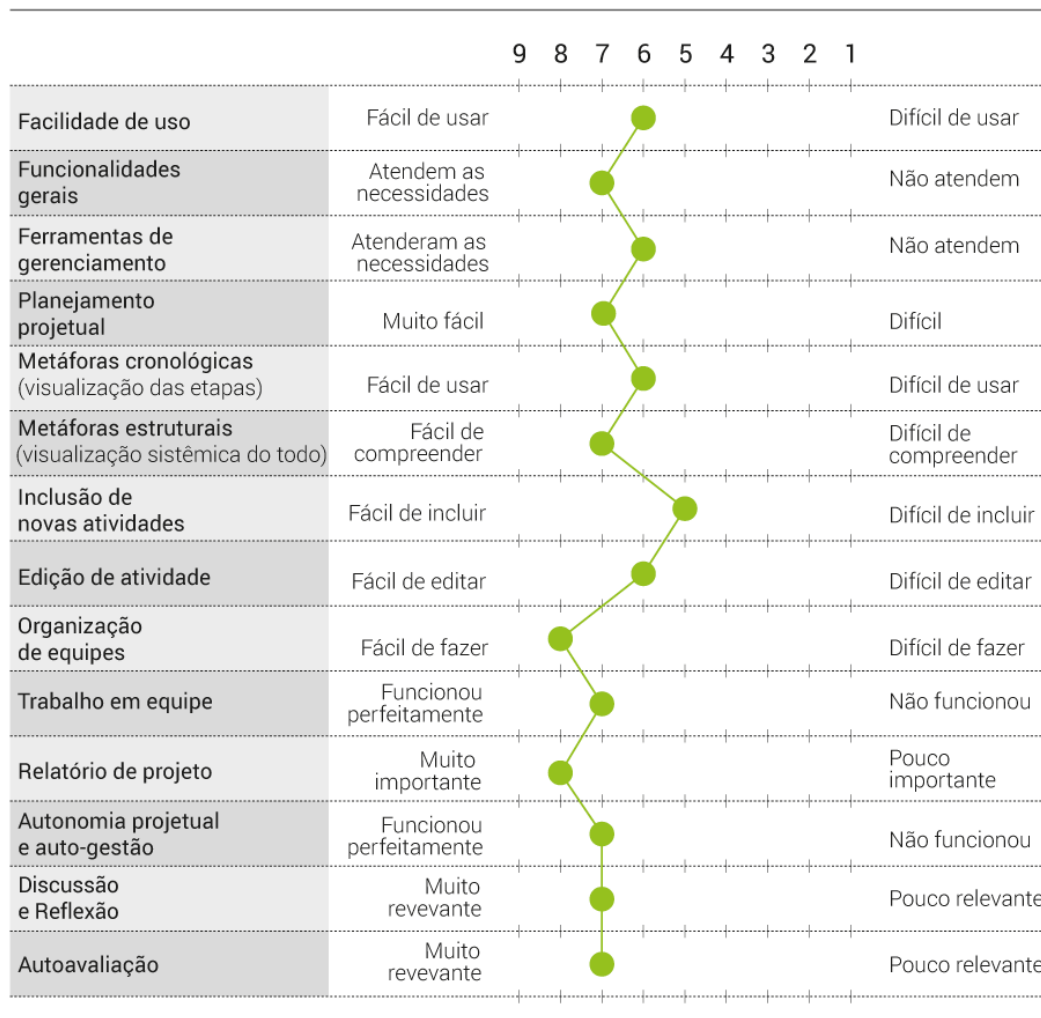 9 8 7 6 5 4 3 2 1
Facilidade de uso
Fácil de usar
Difícil de usar
Funcionalidades
gerais
Atendem as
necessidades
Não atendem
Ferramentas de
gerenciamento
Atenderam as
necessidades
Não atendem
Planejamento
projetual
Muito fácil
Difícil
Metáforas cronológicas
(visualização das etapas)
Fácil de usar
Difícil de usar
Metáforas estruturais
(visualização sistêmica do todo)
Fácil de
compreender
Difícil de
compreender
Inclusão de
novas atividades
Fácil de incluir
Difícil de incluir
Edição de atividade
Fácil de editar
Difícil de editar
Organização
de equipes
Fácil de fazer
Difícil de fazer
Trabalho em equipe
Funcionou
perfeitamente
Não funcionou
Relatório de projeto
Muito
importante
Pouco
importante
Autonomia projetual
e auto-gestão
Funcionou
perfeitamente
Não funcionou
Discussão
e Reflexão
Muito
revevante
Pouco relevante
Autoavaliação
Muito
revevante
Pouco relevante